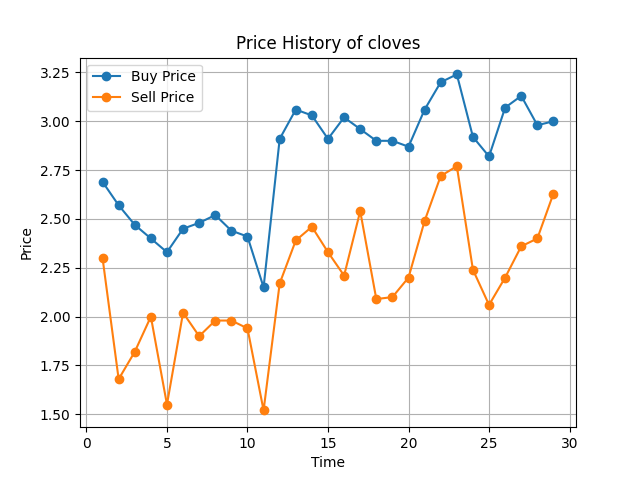 Price History of cloves
Buy Price
Sell Price
3.25
3.00
2.75
2.50
2.25
2.00
1.75
1.50
Price
0 5 10 15 20 25 30
Time